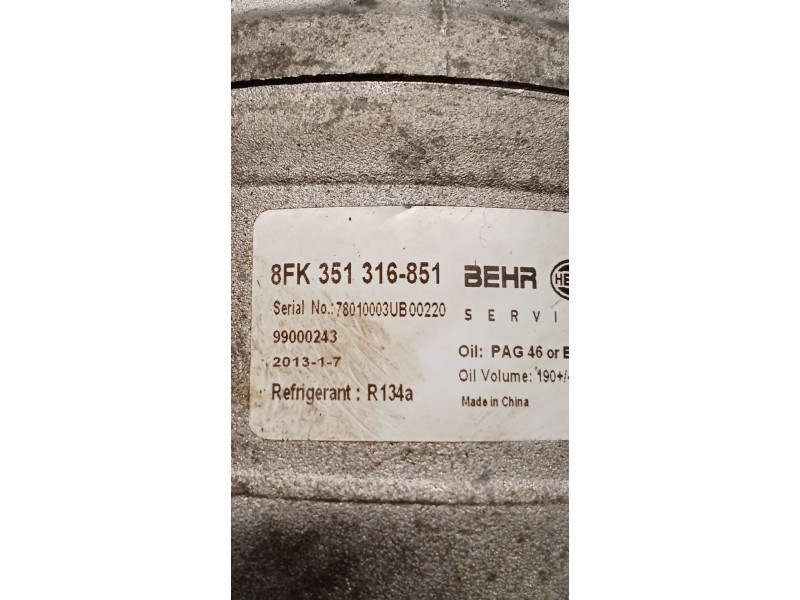 8FK 351 316-851 BEHR HE
Serial No.:78010003UB00220 SERVI
99000243
2013-1-7 Oil: PAG 46 or E
Refrigerant : R134a Oil Volume: 190+/-
Made in China